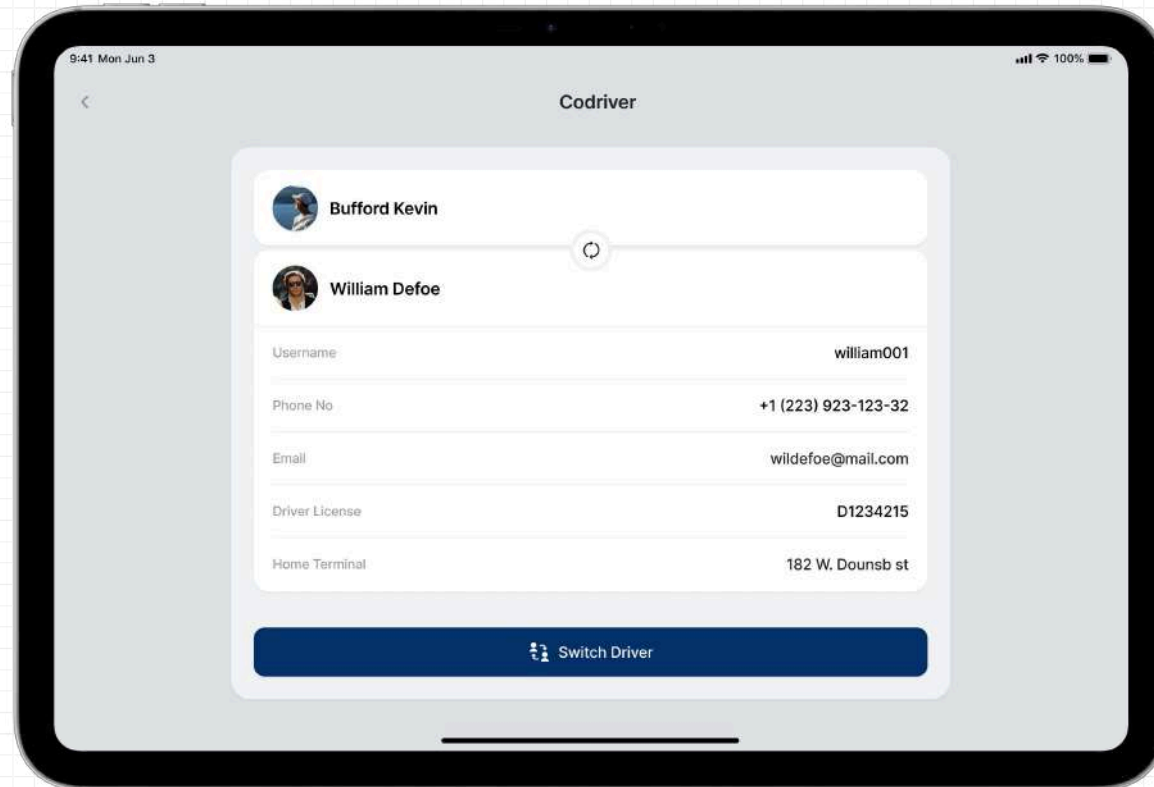 9:41 Mon Jun 3
100%
Codriver
Bufford Kevin
William Defoe
Username william001
Phone No +1 (223) 923-123-32
Email wildefoe@mail.com
Driver License D1234215
Home Terminal 182 W. Dounsb st
Switch Driver